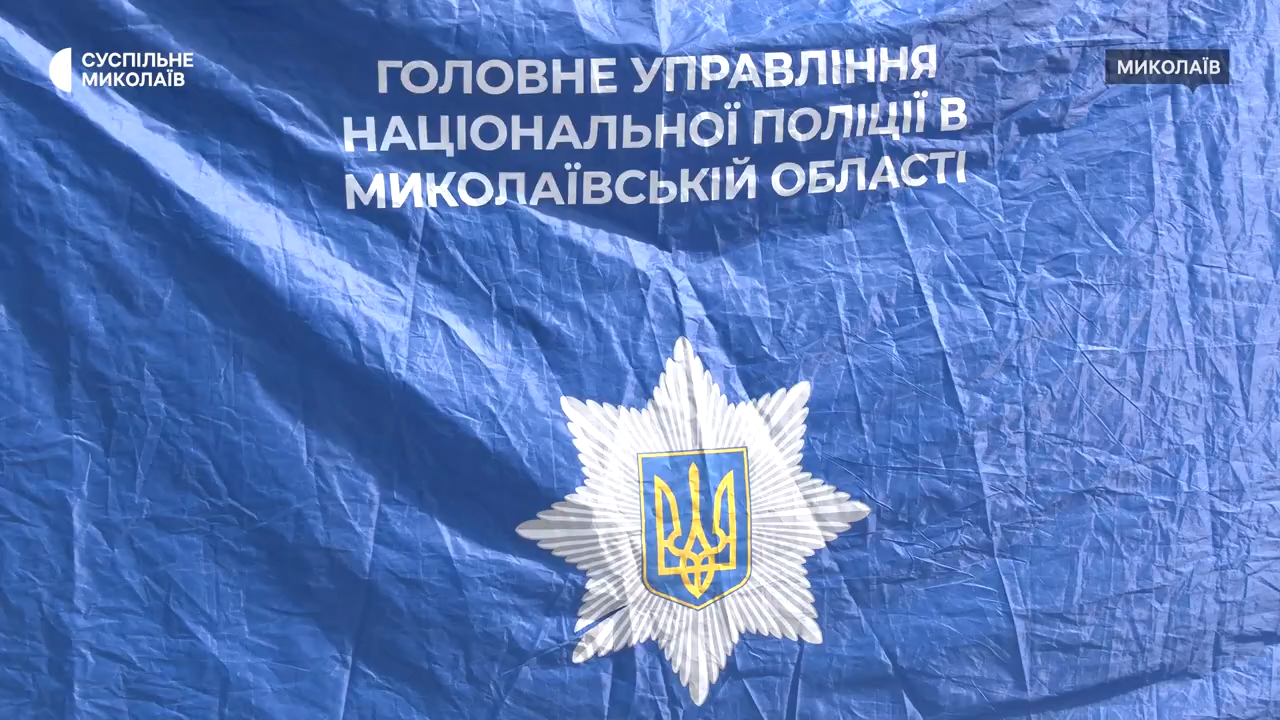 СУСПІЛЬНЕ
МИКОЛАЇВ
МИКОЛАЇВ
ГОЛОВНЕ УПРАВЛІННЯ
НАЦІОНАЛЬНОЇ ПОЛІЦІЇ В
МИКОЛАЇВСЬКІЙ ОБЛАСТІ